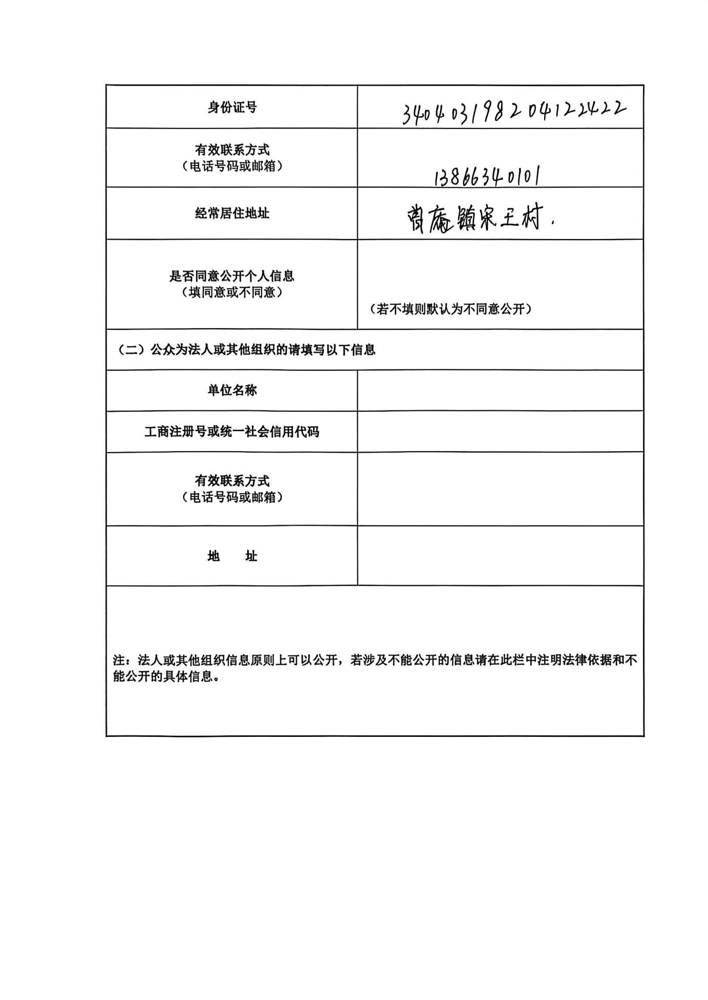 身份证号
340403198204122422
有效联系方式
（电话号码或邮箱）
13866340101
经常居住地址
曹庵镇宋王村.
是否同意公开个人信息
（填同意或不同意）
（若不填则默认为不同意公开）
（二）公众为法人或其他组织的请填写以下信息
单位名称
工商注册号或统一社会信用代码
有效联系方式
（电话号码或邮箱）
地 址
注：法人或其他组织信息原则上可以公开，若涉及不能公开的信息请在此栏中注明法律依据和不
能公开的具体信息。